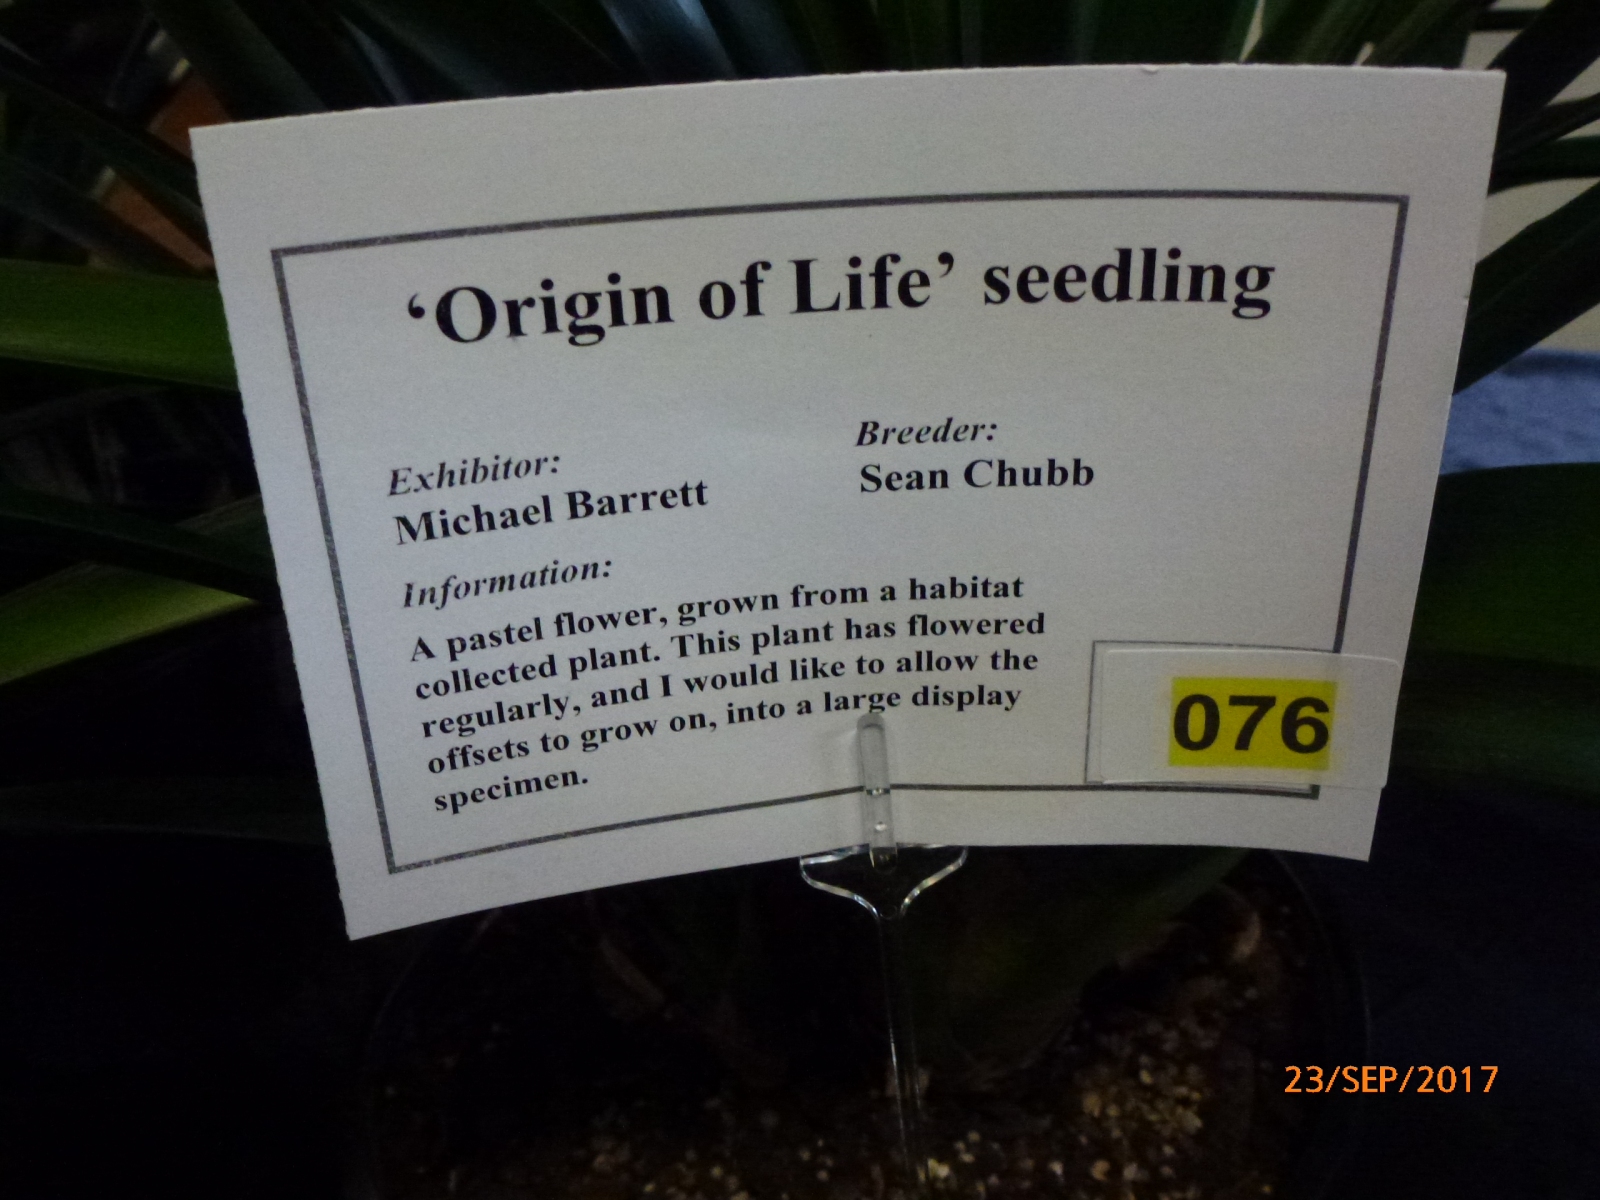 ‘Origin of Life’ seedling
Exhibitor:
Michael Barrett
Breeder:
Sean Chubb
Information:
A pastel flower, grown from a habitat
collected plant. This plant has flowered
regularly, and I would like to allow the
offsets to grow on, into a large display
specimen.
076
23/SEP/2017